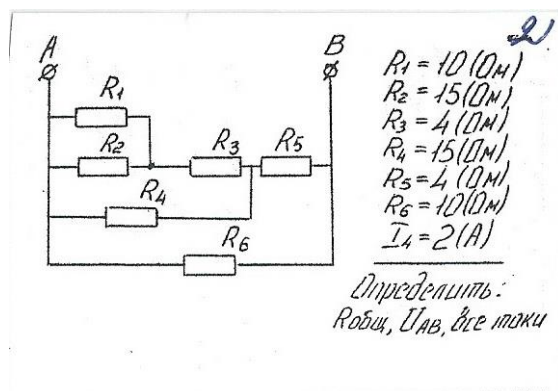 2
A
B
R1
R2
R3
R5
R4
R6
R1 = 10 (Ом)
R2 = 15 (Ом)
R3 = 4 (Ом)
R4 = 15 (Ом)
R5 = 4 (Ом)
R6 = 10 (Ом)
I4 = 2 (А)
Определить:
Rобщ, UАВ, все токи